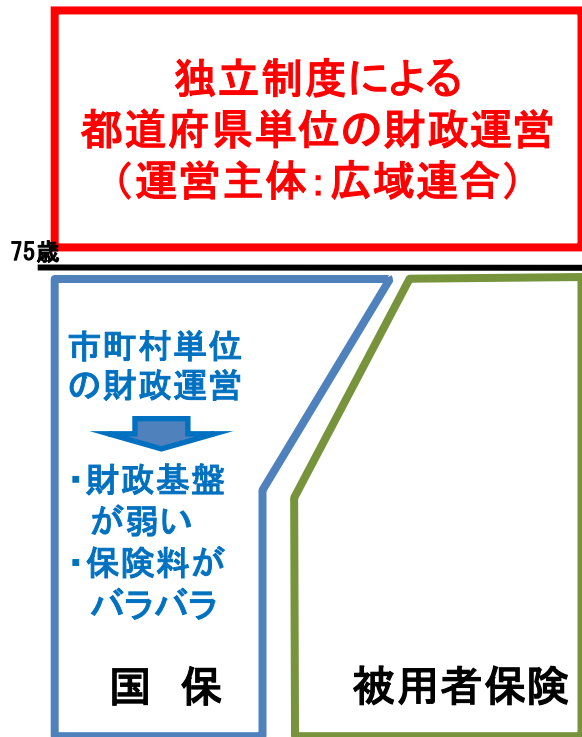 独立制度による
都道府県単位の財政運営
（運営主体：広域連合）
75歳
市町村単位
の財政運営
・財政基盤
が弱い
・保険料が
バラバラ
国 保
被用者保険